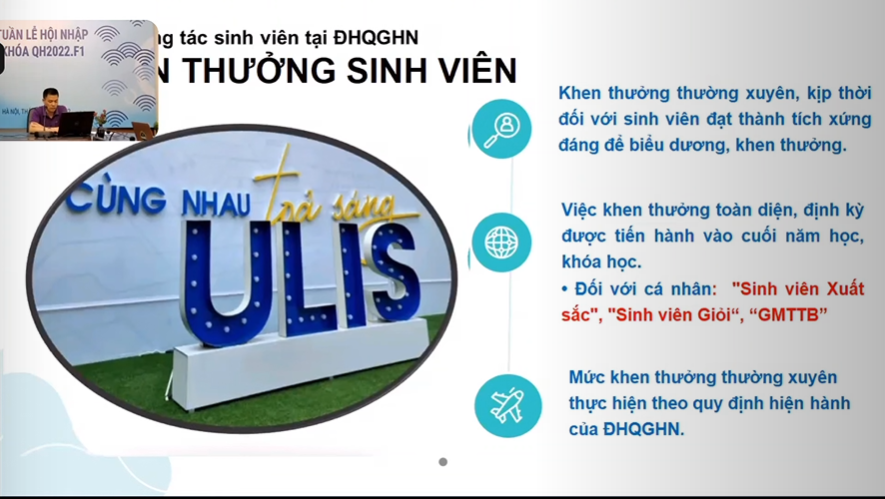 TUẦN LỄ HỘI NHẬP
KHÓA QH2022.F1
HÀ NỘI,
tác sinh viên tại ĐHQGHN
THƯỞNG SINH VIÊN
CÙNG NHAU toả sáng
ULIS
Khen thưởng thường xuyên, kịp thời
đối với sinh viên đạt thành tích xứng
đáng để biểu dương, khen thưởng.
Việc khen thưởng toàn diện, định kỳ
được tiến hành vào cuối năm học,
khóa học.
• Đối với cá nhân: "Sinh viên Xuất
sắc", "Sinh viên Giỏi“, “GMTTB”
Mức khen thưởng thường xuyên
thực hiện theo quy định hiện hành
của ĐHQGHN.